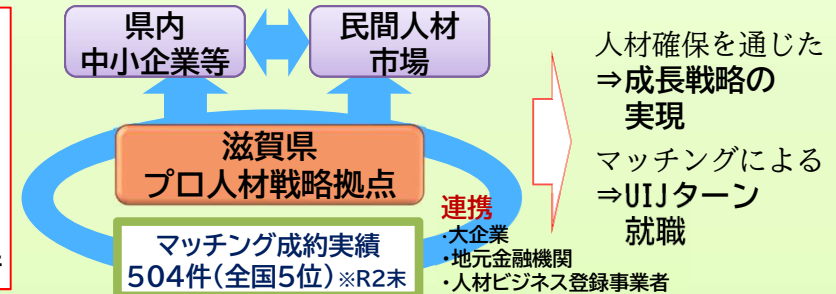 県内
中小企業等
民間人材
市場
滋賀県
プロ人材戦略拠点
マッチング成約実績
504件(全国5位)※R2末
連携
・大企業
・地元金融機関
・人材ビジネス登録事業者
人材確保を通じた
⇒成長戦略の
実現
マッチングによる
⇒UIJターン
就職